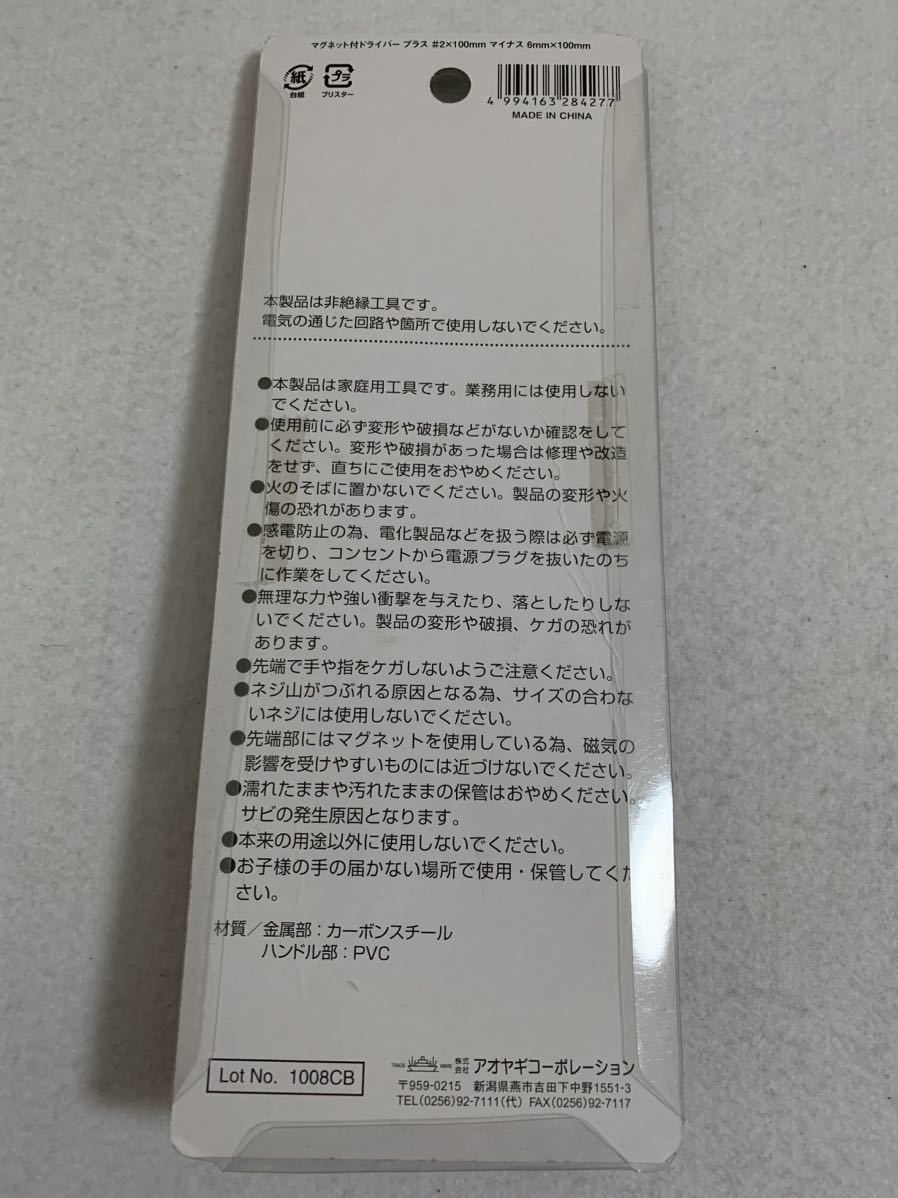 マグネット付ドライバー プラス #2×100mm マイナス 6mm×100mm
紙
台紙
プラ
ブリスター
4 994163 284277
MADE IN CHINA
本製品は非絶縁工具です。
電気の通じた回路や箇所で使用しないでください。
●本製品は家庭用工具です。業務用には使用しない
でください。
●使用前に必ず変形や破損などがないか確認をして
ください。変形や破損があった場合は修理や改造
をせず、直ちにご使用をおやめください。
●火のそばに置かないでください。製品の変形や火
傷の恐れがあります。
●感電防止の為、電化製品などを扱う際は必ず電源
を切り、コンセントから電源プラグを抜いたのち
に作業をしてください。
●無理な力や強い衝撃を与えたり、落としたりしな
いでください。製品の変形や破損、ケガの恐れが
あります。
●先端で手や指をケガしないようご注意ください。
●ネジ山がつぶれる原因となる為、サイズの合わな
いネジには使用しないでください。
●先端部にはマグネットを使用している為、磁気の
影響を受けやすいものには近づけないでください。
●濡れたままや汚れたままの保管はおやめください。
サビの発生原因となります。
●本来の用途以外に使用しないでください。
●お子様の手の届かない場所で使用・保管してくだ
さい。
材質／金属部：カーボンスチール
ハンドル部：PVC
TRADE MARK 株式会社 アオヤギコーポレーション
〒959-0215 新潟県燕市吉田下中野1551-3
TEL(0256)92-7111(代) FAX(0256)92-7117
Lot No. 1008CB